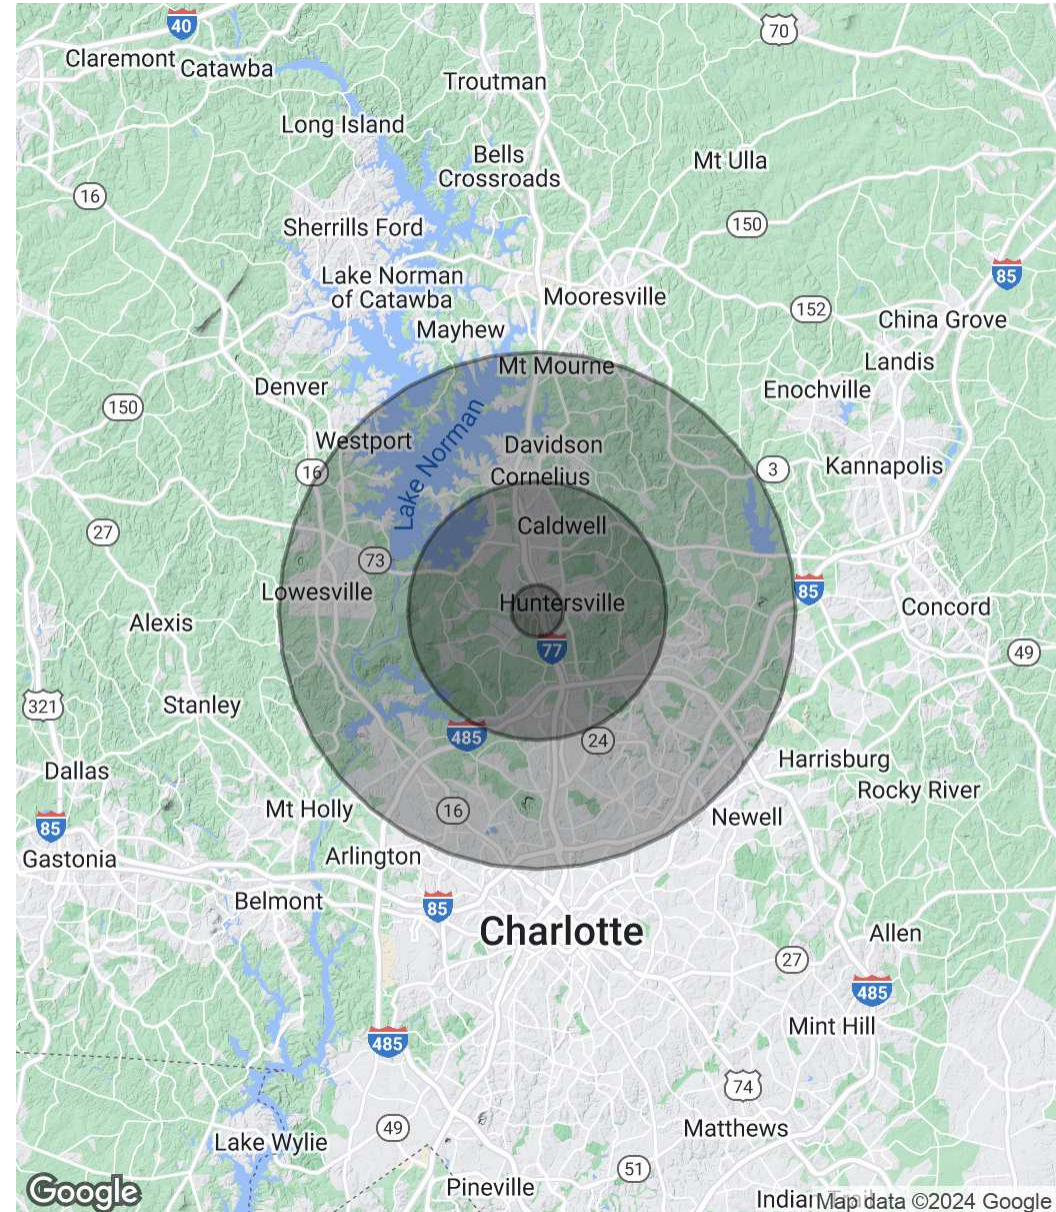 40
70
Claremont
Catawba
Troutman
Long Island
Bells
Crossroads
Mt Ulla
16
150
Sherrills Ford
Lake Norman
of Catawba
Mooresville
85
152
China Grove
Mayhew
Mt Mourne
Landis
Denver
Enochville
150
Westport
Lake Norman
Davidson
16
Cornelius
3
Kannapolis
27
Caldwell
73
Lowesville
Huntersville
85
Concord
Alexis
77
49
321
Stanley
485
24
Harrisburg
Dallas
Rocky River
Mt Holly
16
Newell
85
Gastonia
Arlington
Belmont
85
Charlotte
Allen
27
485
485
Mint Hill
74
49
Matthews
Lake Wylie
51
Pineville
Google
Indian
Map data ©2024 Google